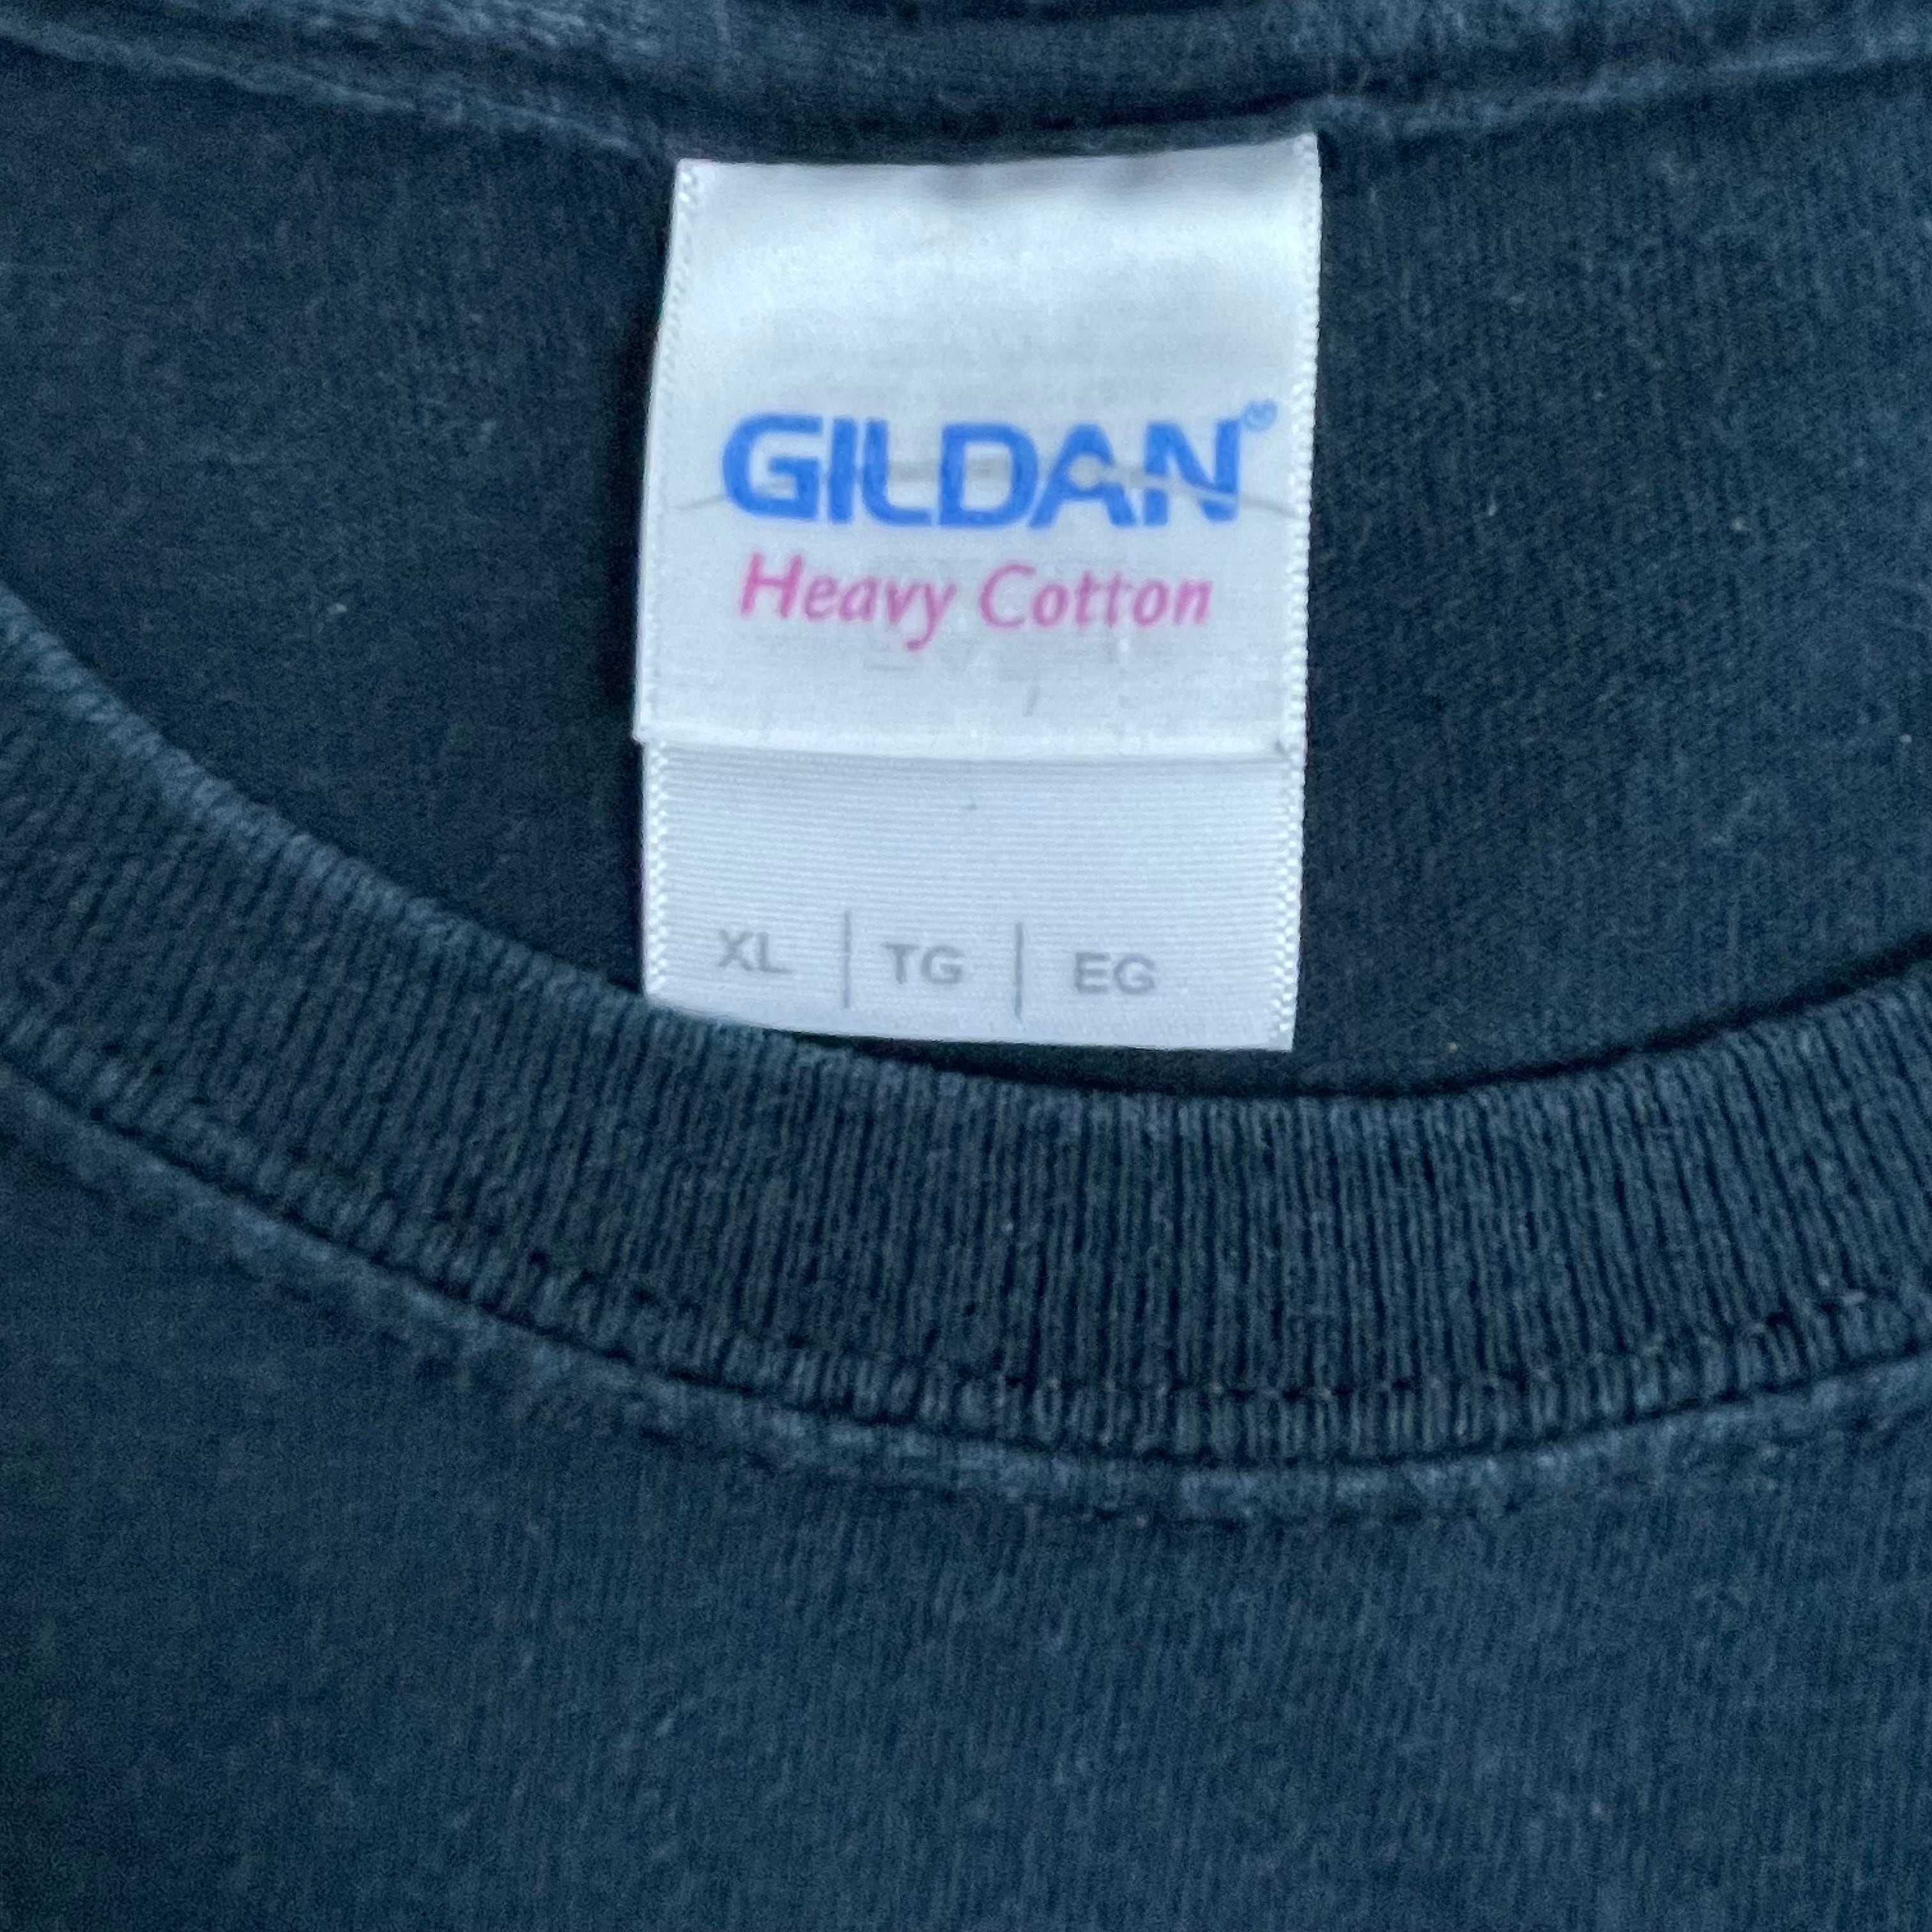 GILDAN®
Heavy Cotton
XL | TG | EG